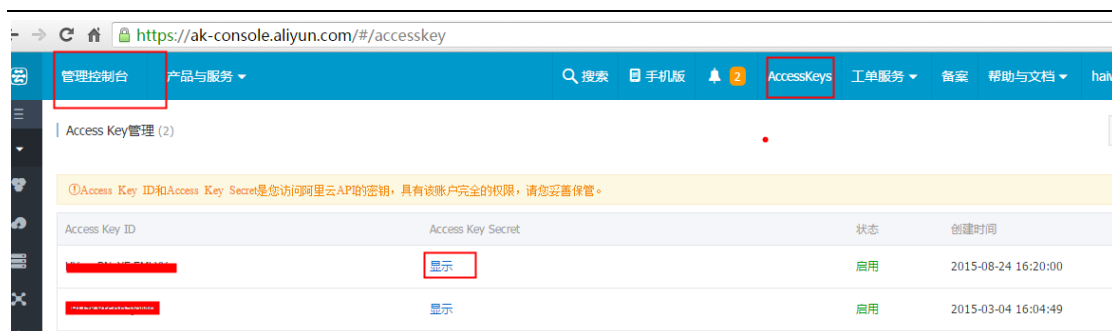 https://ak-console.aliyun.com/#/accesskey
管理控制台 产品与服务 搜索 手机版 2 AccessKeys 工单服务 备案 帮助与文档
Access Key管理 (2)
①Access Key ID和Access Key Secret是您访问阿里云API的密钥，具有该账户完全的权限，请您妥善保管。
Access Key ID Access Key Secret 状态 创建时间
显示 启用 2015-08-24 16:20:00
显示 启用 2015-03-04 16:04:49